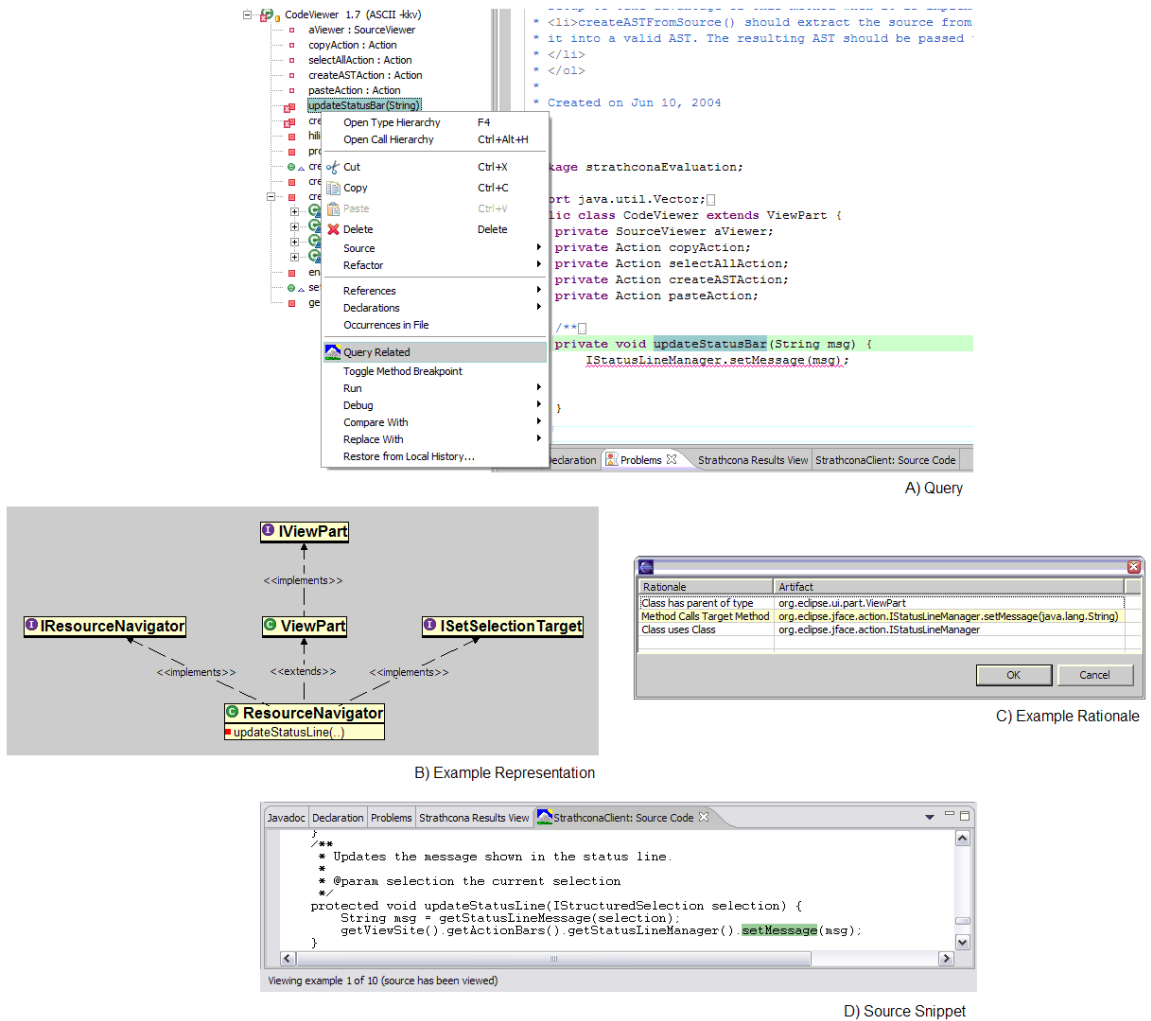 CodeViewer 1.7 (ASCII -kkv)
aViewer : SourceViewer
copyAction : Action
selectAllAction : Action
createASTAction : Action
pasteAction : Action
updateStatusBar(String)
cre
hili
pro
cre
cre
cre
en
se
ge
Open Type Hierarchy F4
Open Call Hierarchy Ctrl+Alt+H
Cut Ctrl+X
Copy Ctrl+C
Paste Ctrl+V
Delete Delete
Source
Refactor
References
Declarations
Occurrences in File
Query Related
Toggle Method Breakpoint
Run
Debug
Compare With
Replace With
Restore from Local History...
* <li>createASTFromSource() should extract the source from
* it into a valid AST. The resulting AST should be passed
* </li>
* </ol>
*
* Created on Jun 10, 2004
kage strathconaEvaluation;
ort java.util.Vector;
lic class CodeViewer extends ViewPart {
private SourceViewer aViewer;
private Action copyAction;
private Action selectAllAction;
private Action createASTAction;
private Action pasteAction;
/**
private void updateStatusBar(String msg) {
IStatusLineManager.setMessage(msg);
}
Declaration Problems Strathcona Results View StrathconaClient: Source Code
A) Query
IViewPart
<<implements>>
IResourceNavigator ViewPart ISetSelectionTarget
<<implements>> <<extends>> <<implements>>
ResourceNavigator
updateStatusLine(..)
B) Example Representation
Rationale Artifact
Class has parent of type org.eclipse.ui.part.ViewPart
Method Calls Target Method org.eclipse.jface.action.IStatusLineManager.setMessage(java.lang.String)
Class uses Class org.eclipse.jface.action.IStatusLineManager
OK Cancel
C) Example Rationale
Javadoc Declaration Problems Strathcona Results View StrathconaClient: Source Code
}
/**
* Updates the message shown in the status line.
*
* @param selection the current selection
*/
protected void updateStatusLine(IStructuredSelection selection) {
String msg = getStatusLineMessage(selection);
getViewSite().getActionBars().getStatusLineManager().setMessage(msg);
}
Viewing example 1 of 10 (source has been viewed)
D) Source Snippet